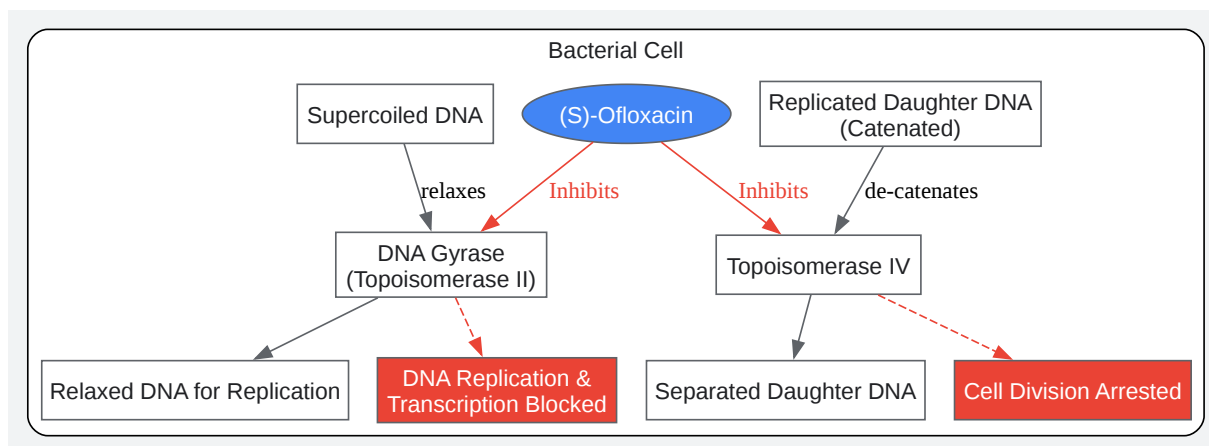 Bacterial Cell
Supercoiled DNA
(S)-Ofloxacin
Replicated Daughter DNA
(Catenated)
relaxes
Inhibits
Inhibits
de-catenates
DNA Gyrase
(Topoisomerase II)
Topoisomerase IV
Relaxed DNA for Replication
DNA Replication &
Transcription Blocked
Separated Daughter DNA
Cell Division Arrested